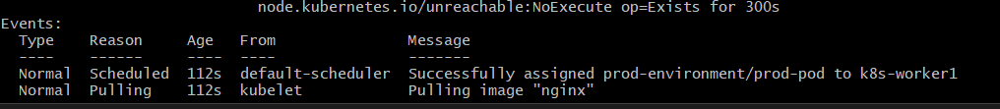 node.kubernetes.io/unreachable:NoExecute op=Exists for 300s
Events:
Type Reason Age From Message
---- ------ ---- ---- -------
Normal Scheduled 112s default-scheduler Successfully assigned prod-environment/prod-pod to k8s-worker1
Normal Pulling 112s kubelet Pulling image "nginx"